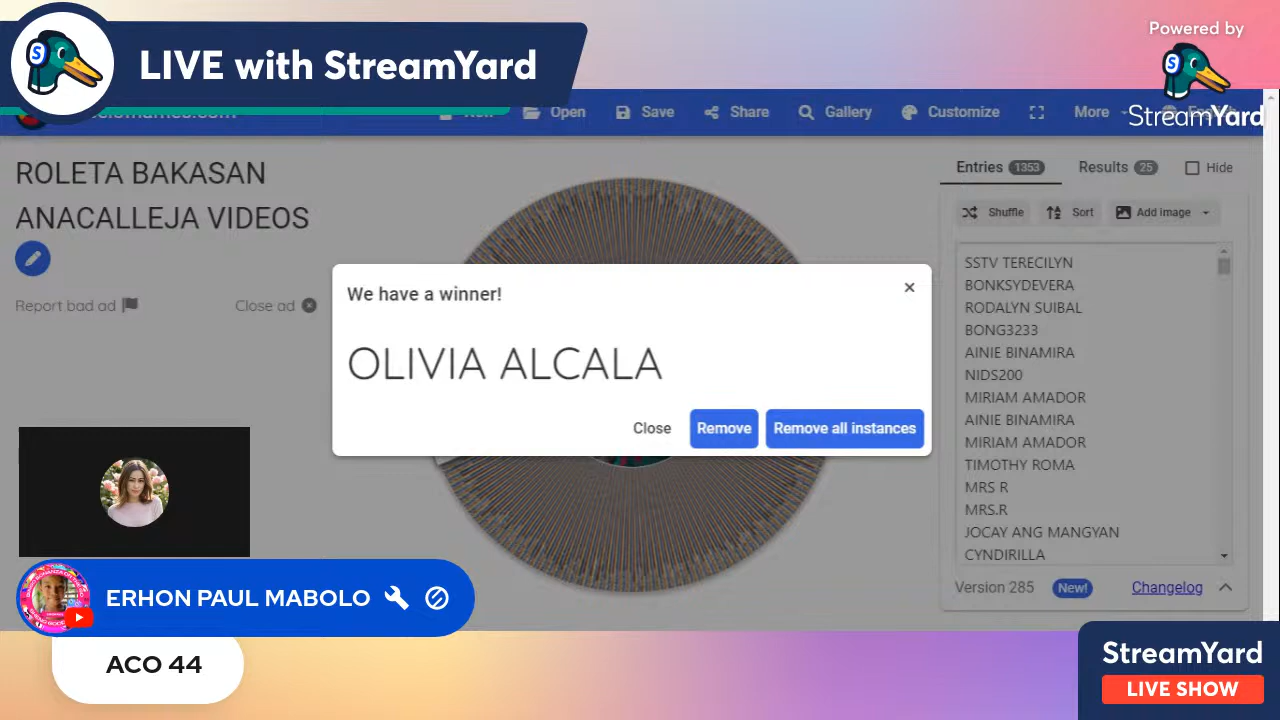 LIVE with StreamYard
Powered by
StreamYard
Open
Save
Share
Gallery
Customize
More
ROLETA BAKASAN
ANACALLEJA VIDEOS
Report bad ad
Close ad
Entries 1353
Results 25
Hide
Shuffle
Sort
Add image
SSTV TERECILYN
BONKSYDEVERA
RODALYN SUIBAL
BONG3233
AINIE BINAMIRA
NIDS200
MIRIAM AMADOR
AINIE BINAMIRA
MIRIAM AMADOR
TIMOTHY ROMA
MRS R
MRS.R
JOCAY ANG MANGYAN
CYNDIRILLA
Version 285
New!
Changelog
We have a winner!
OLIVIA ALCALA
Close
Remove
Remove all instances
ERHON PAUL MABOLO
ACO 44
StreamYard
LIVE SHOW